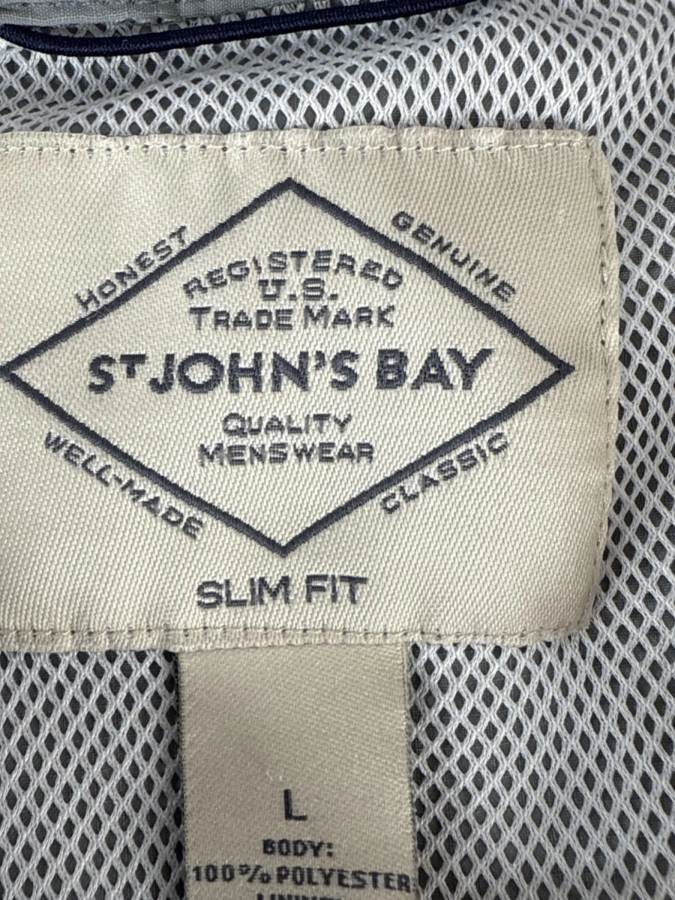 HONEST
GENUINE
REGISTERED
U.S.
TRADE MARK
ST JOHN'S BAY
QUALITY
MENSWEAR
WELL-MADE
CLASSIC
SLIM FIT
L
BODY:
100% POLYESTER